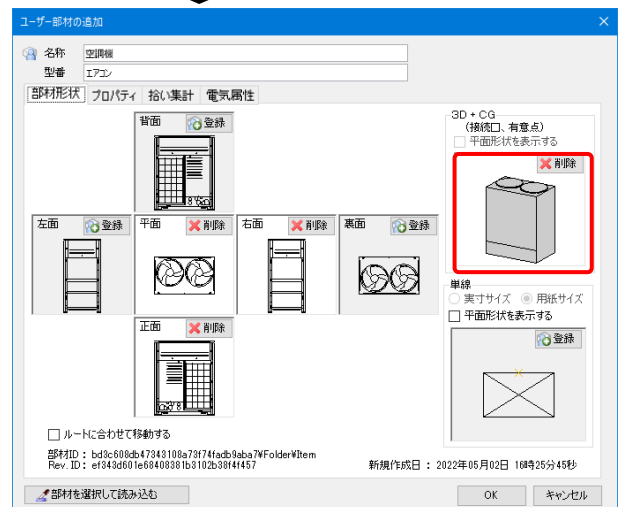 ユーザー部材の追加
名称 空調機
型番 エアコン
部材形状 プロパティ 拾い集計 電気属性
背面 登録
3D + CG
(接続口、有意点)
平面形状を表示する
削除
左面 登録 平面 削除 右面 削除 裏面 登録
単線
実寸サイズ 用紙サイズ
平面形状を表示する
登録
正面 削除
ルートに合わせて移動する
部材ID : bd3c608db47343108a73f74fadb9aba7¥Folder¥Item
Rev. ID : ef343d601e68408381b3102b38f4f457
新規作成日 : 2022年05月02日 16時25分45秒
部材を選択して読み込む OK キャンセル